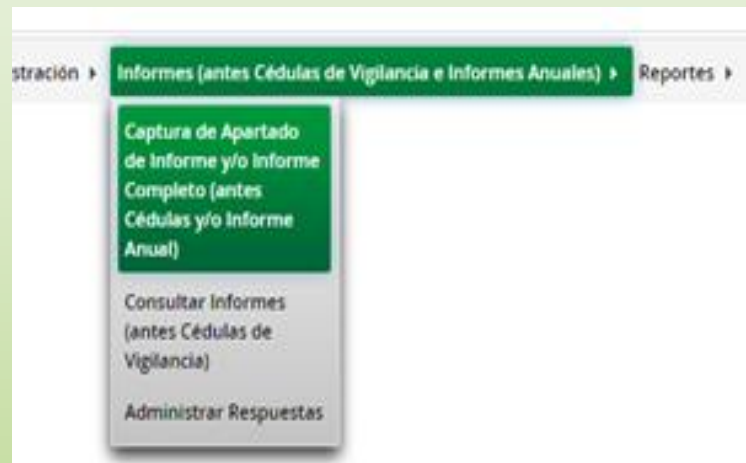 stración Informes (antes Cédulas de Vigilancia e Informes Anuales) Reportes
Captura de Apartado
de Informe y/o Informe
Completo (antes
Cédulas y/o Informe
Anual)
Consultar Informes
(antes Cédulas de
Vigilancia)
Administrar Respuestas